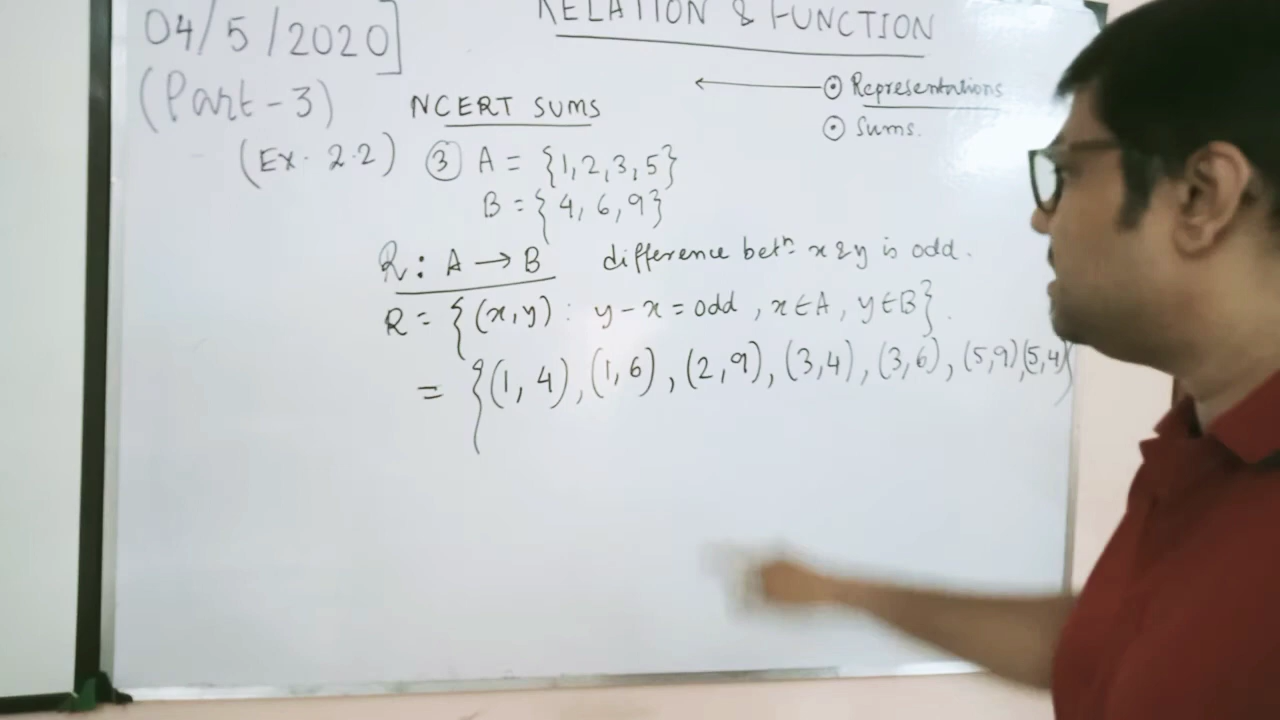 04/5/2020]
RELATION & FUNCTION
(Part-3)
NCERT SUMS
⊙ Representations
⊙ Sums.
(Ex. 2.2) ③ A = {1,2,3,5}
B = {4, 6, 9}
R : A → B difference betⁿ x & y is odd.
R = {(x,y) : y - x = odd, x ∈ A, y ∈ B}.
= {(1, 4), (1, 6), (2, 9), (3,4), (3,6), (5,9)(5,4)